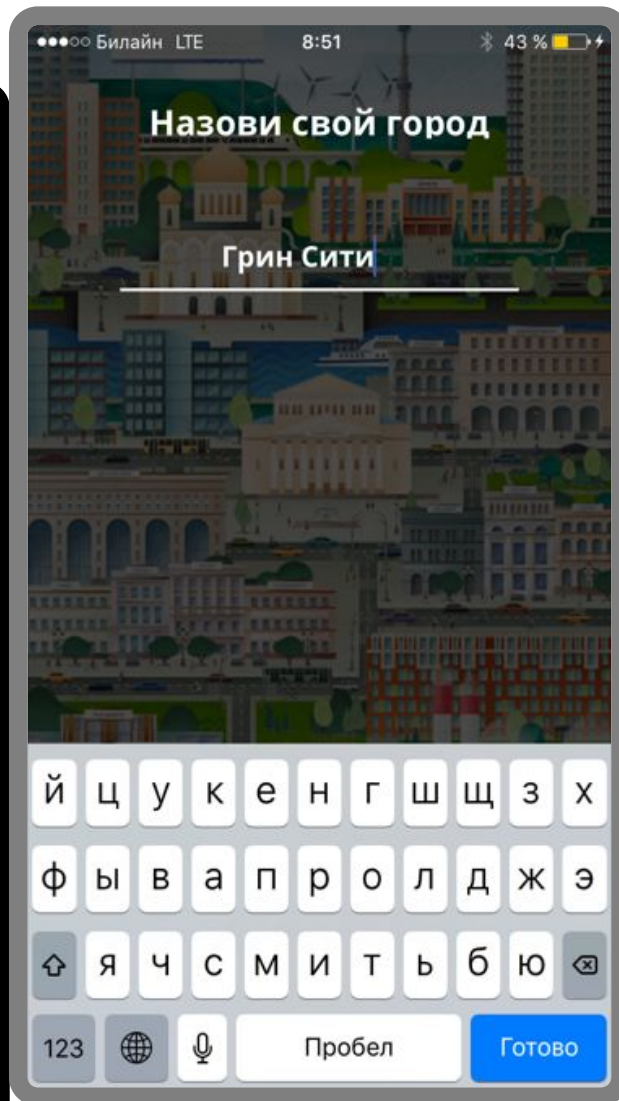 ●●●○○ Билайн LTE 8:51 43 %
Назови свой город
Грин Сити
й ц у к е н г ш щ з х
ф ы в а п р о л д ж э
я ч с м и т ь б ю
123 Пробел Готово